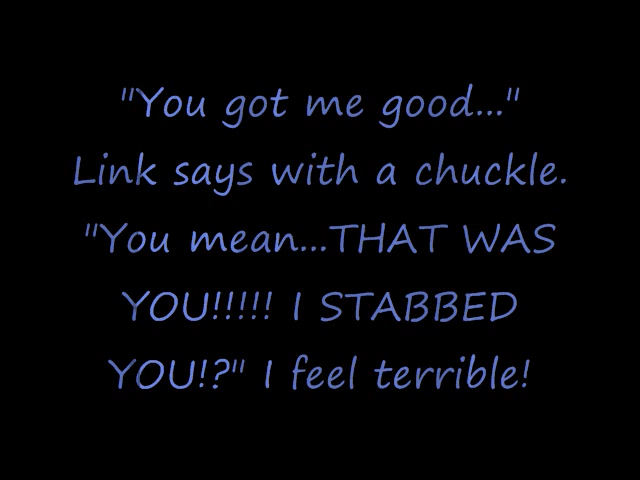 "You got me good..."
Link says with a chuckle.
"You mean...THAT WAS
YOU!!!!! I STABBED
YOU!?" I feel terrible!